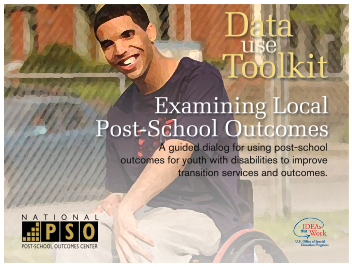 Data
use
Toolkit
Examining Local
Post-School Outcomes
A guided dialog for using post-school
outcomes for youth with disabilities to improve
transition services and outcomes.
NATIONAL
PSO
POST-SCHOOL OUTCOMES CENTER
IDEAs
that
Work
U.S. Office of Special
Education Programs